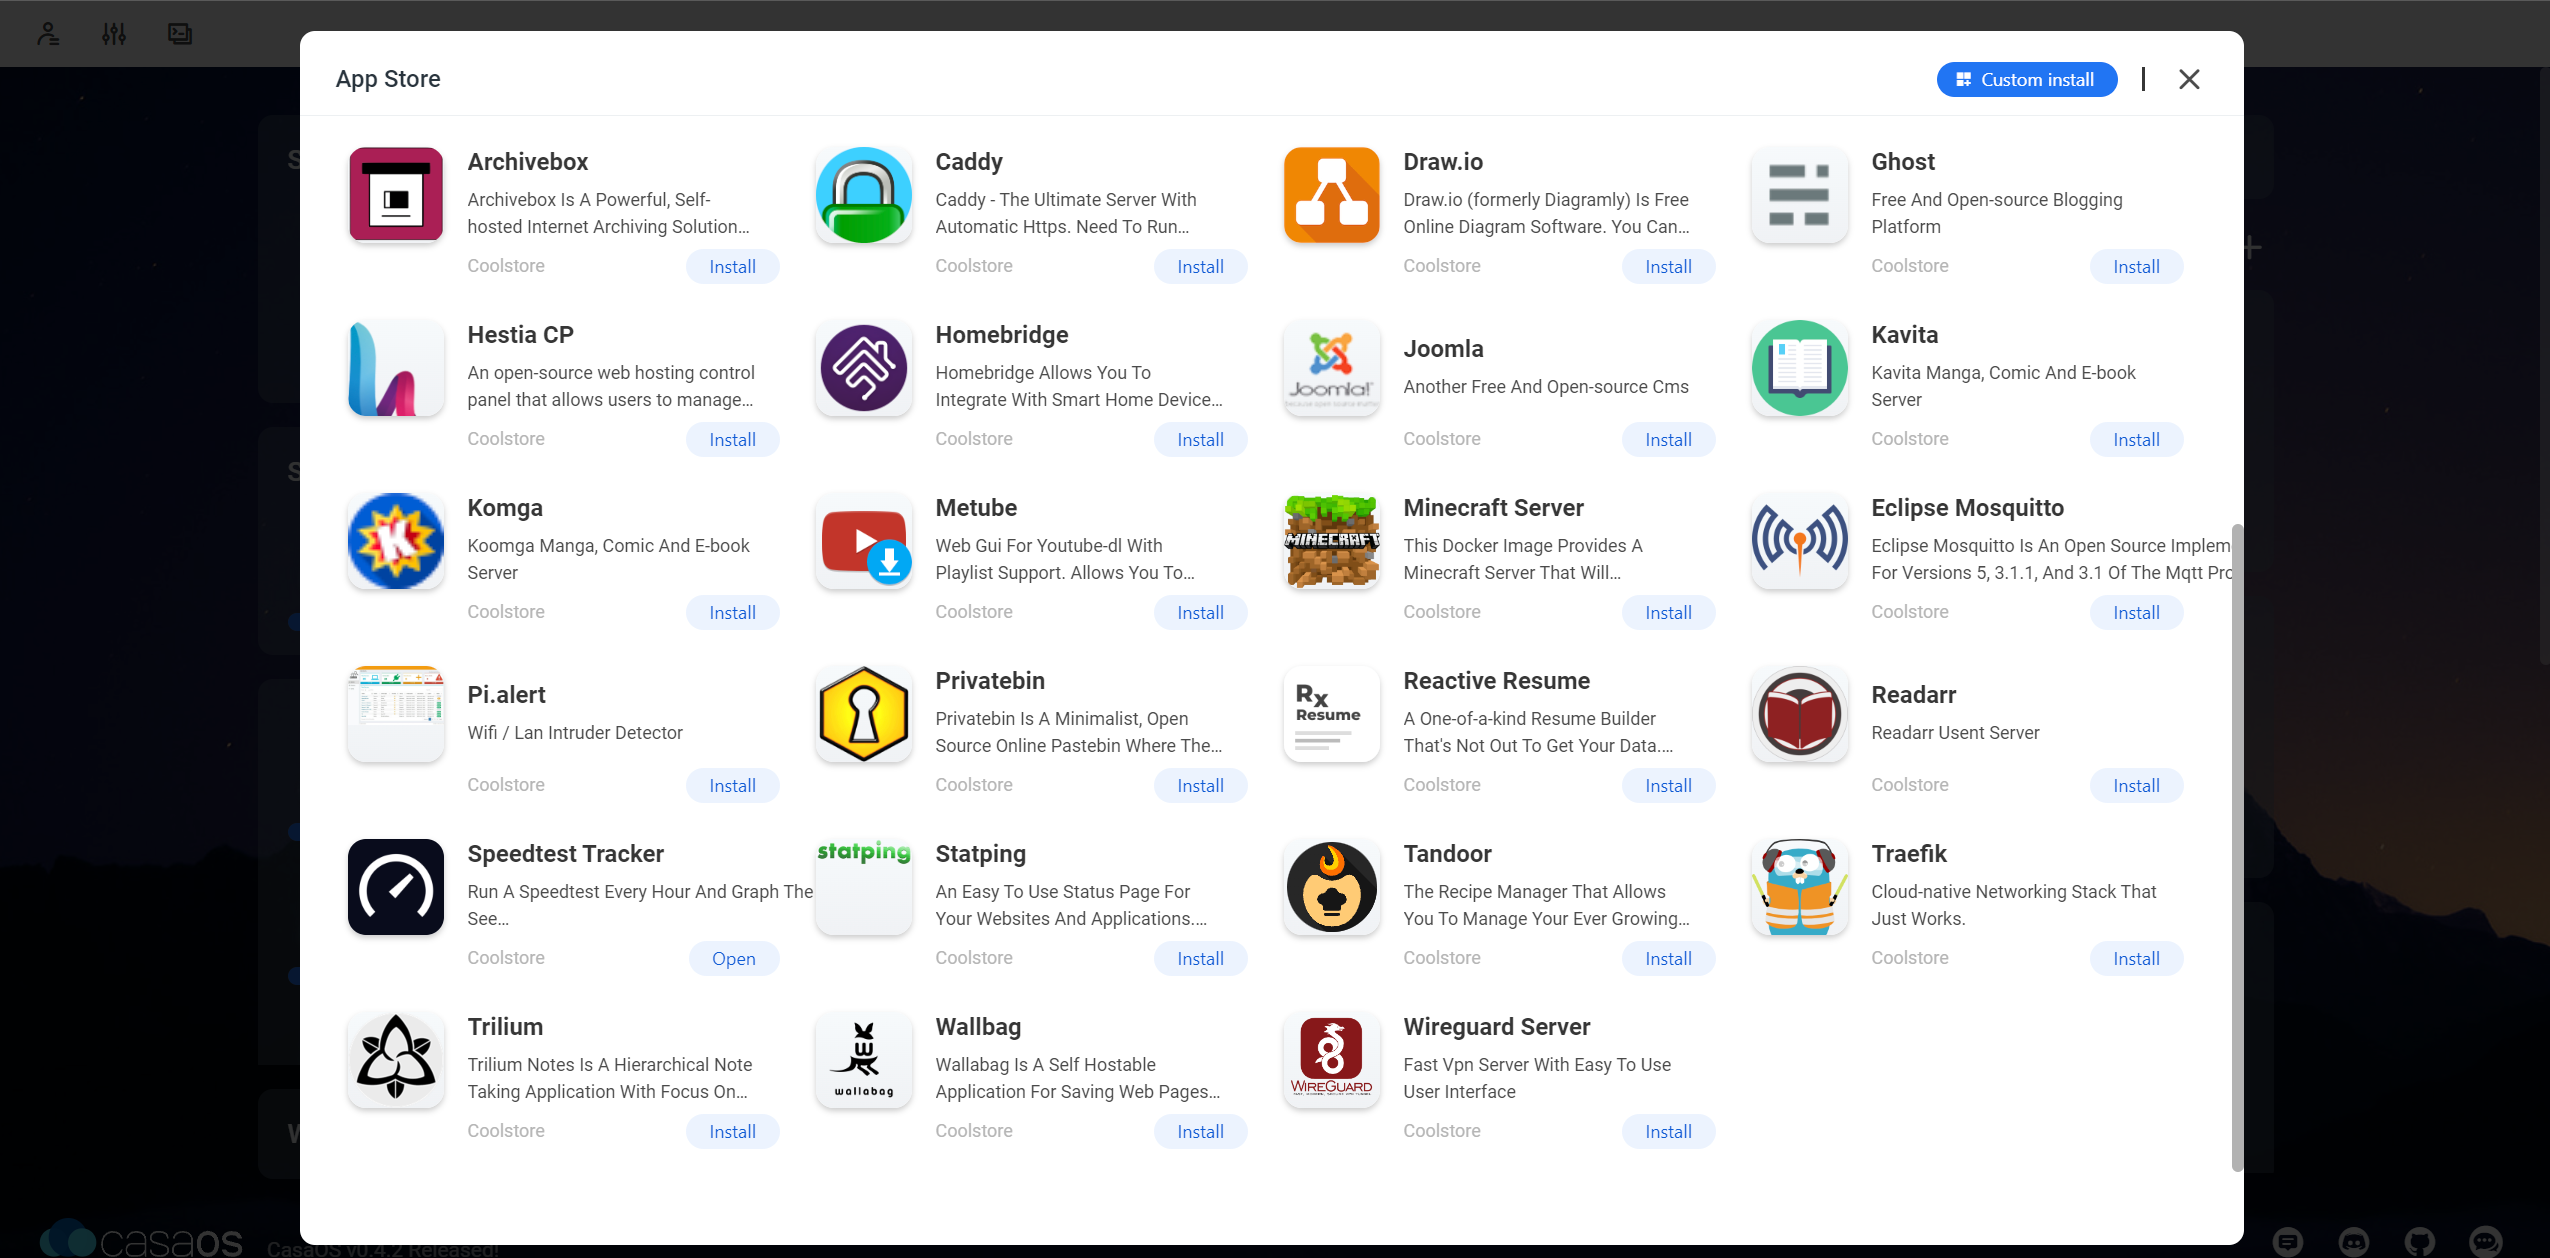 App Store
Custom install
Archivebox
Archivebox Is A Powerful, Self-
hosted Internet Archiving Solution...
Coolstore
Install
Caddy
Caddy - The Ultimate Server With
Automatic Https. Need To Run...
Coolstore
Install
Draw.io
Draw.io (formerly Diagramly) Is Free
Online Diagram Software. You Can...
Coolstore
Install
Ghost
Free And Open-source Blogging
Platform
Coolstore
Install
Hestia CP
An open-source web hosting control
panel that allows users to manage...
Coolstore
Install
Homebridge
Homebridge Allows You To
Integrate With Smart Home Device...
Coolstore
Install
Joomla!
Joomla
Another Free And Open-source Cms
Coolstore
Install
Kavita
Kavita Manga, Comic And E-book
Server
Coolstore
Install
K
Komga
Koomga Manga, Comic And E-book
Server
Coolstore
Install
Metube
Web Gui For Youtube-dl With
Playlist Support. Allows You To...
Coolstore
Install
MINECRAFT
Minecraft Server
This Docker Image Provides A
Minecraft Server That Will...
Coolstore
Install
Eclipse Mosquitto
Eclipse Mosquitto Is An Open Source Implem
For Versions 5, 3.1.1, And 3.1 Of The Mqtt Pro
Coolstore
Install
Pi.alert
Wifi / Lan Intruder Detector
Coolstore
Install
Privatebin
Privatebin Is A Minimalist, Open
Source Online Pastebin Where The...
Coolstore
Install
Rx
Resume
Reactive Resume
A One-of-a-kind Resume Builder
That's Not Out To Get Your Data....
Coolstore
Install
Readarr
Readarr Usent Server
Coolstore
Install
Speedtest Tracker
Run A Speedtest Every Hour And Graph The
See...
Coolstore
Open
statping
Statping
An Easy To Use Status Page For
Your Websites And Applications....
Coolstore
Install
Tandoor
The Recipe Manager That Allows
You To Manage Your Ever Growing...
Coolstore
Install
Traefik
Cloud-native Networking Stack That
Just Works.
Coolstore
Install
Trilium
Trilium Notes Is A Hierarchical Note
Taking Application With Focus On...
Coolstore
Install
W
wallabag
Wallbag
Wallabag Is A Self Hostable
Application For Saving Web Pages...
Coolstore
Install
WIREGUARD
Wireguard Server
Fast Vpn Server With Easy To Use
User Interface
Coolstore
Install
casaOS
CasaOS v0.4.2 Released!